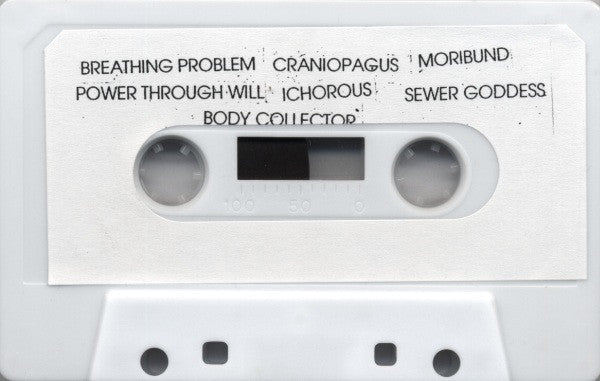 BREATHING PROBLEM CRANIOPAGUS MORIBUND
POWER THROUGH WILL ICHOROUS SEWER GODDESS
BODY COLLECTOR
100 50 0